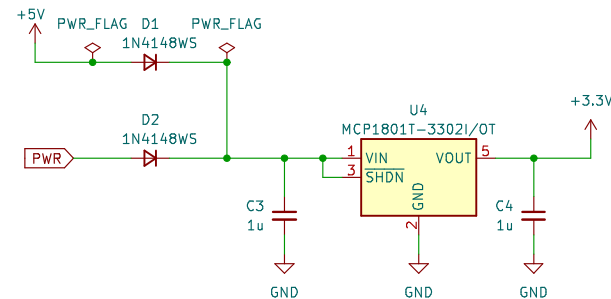 +5V
PWR_FLAG
D1
1N4148WS
PWR_FLAG
D2
1N4148WS
PWR
U4
MCP1801T-3302I/OT
1
VIN
3
SHDN
VOUT
5
GND
2
+3.3V
C3
1u
C4
1u
GND
GND
GND